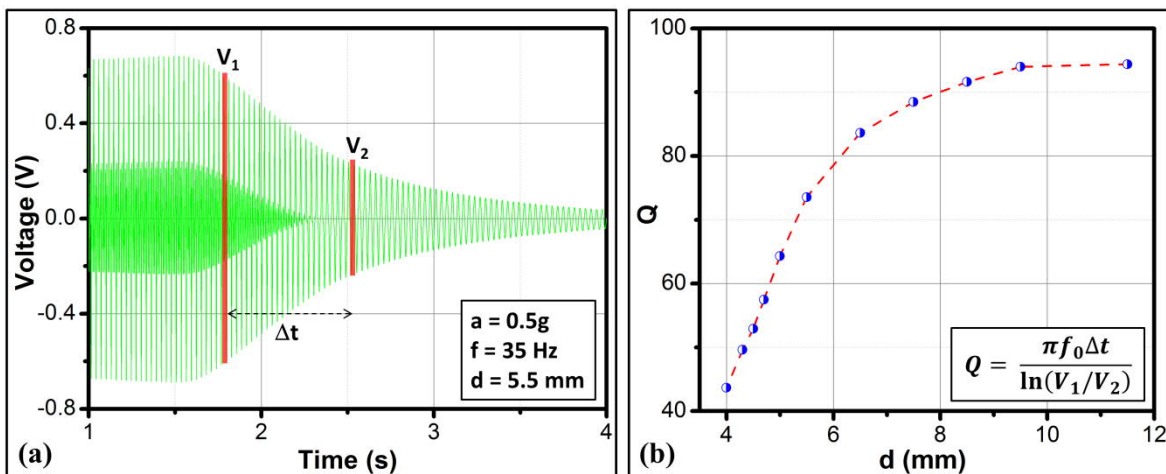 0.8
0.4
0.0
-0.4
-0.8
Voltage (V)
V₁
V₂
Δt
a = 0.5g
f = 35 Hz
d = 5.5 mm
1 2 3 4
(a)
Time (s)
100
80
60
40
Q
Q = πf₀Δt / ln(V₁/V₂)
4 6 8 10 12
(b)
d (mm)